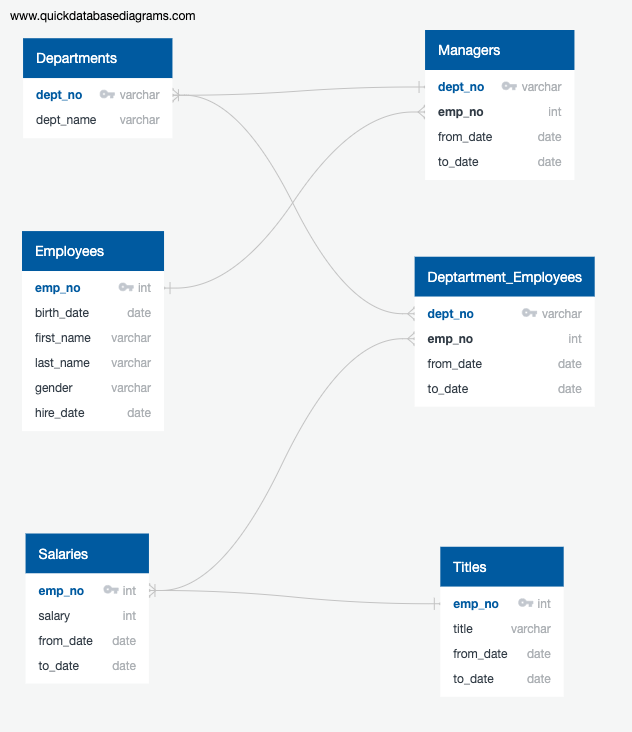 www.quickdatabasediagrams.com
Departments
dept_no varchar
dept_name varchar
Managers
dept_no varchar
emp_no int
from_date date
to_date date
Employees
emp_no int
birth_date date
first_name varchar
last_name varchar
gender varchar
hire_date date
Deptartment_Employees
dept_no varchar
emp_no int
from_date date
to_date date
Salaries
emp_no int
salary int
from_date date
to_date date
Titles
emp_no int
title varchar
from_date date
to_date date